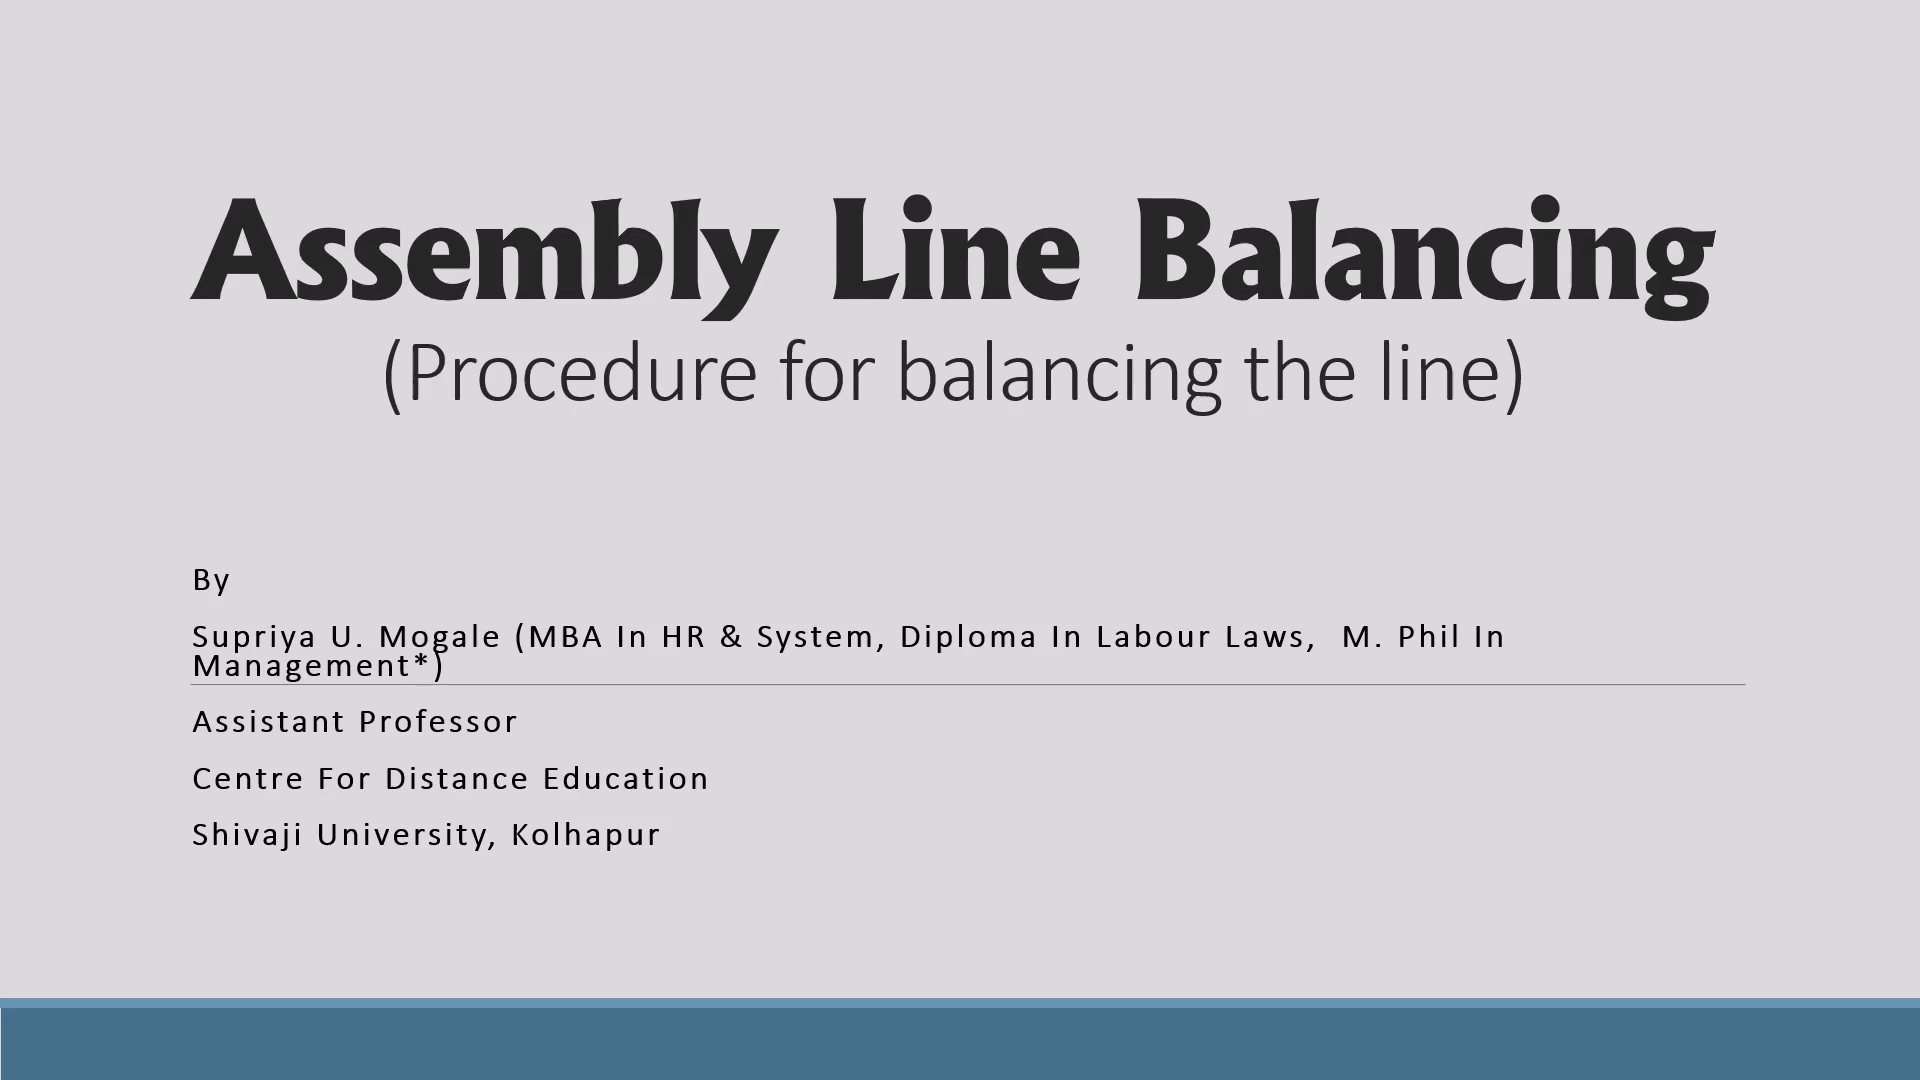 Assembly Line Balancing
(Procedure for balancing the line)
By
Supriya U. Mogale (MBA In HR & System, Diploma In Labour Laws, M. Phil In
Management*)
Assistant Professor
Centre For Distance Education
Shivaji University, Kolhapur